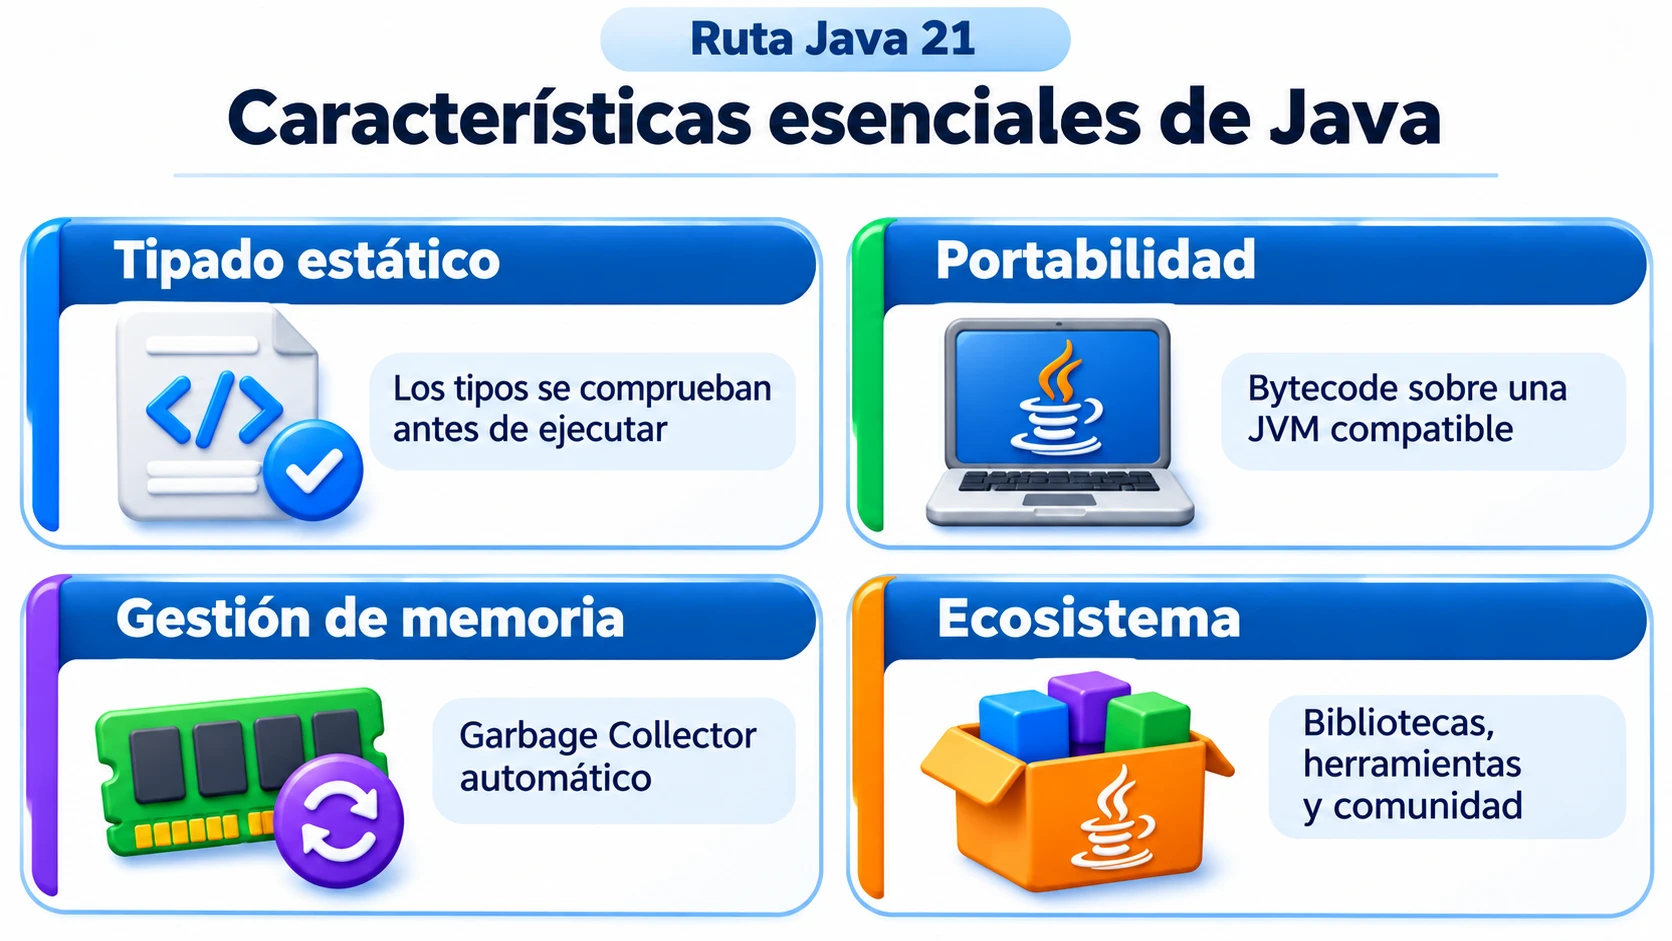 Ruta Java 21
Características esenciales de Java
Tipado estático
Los tipos se comprueban
antes de ejecutar
Portabilidad
Bytecode sobre una
JVM compatible
Gestión de memoria
Garbage Collector
automático
Ecosistema
Bibliotecas,
herramientas
y comunidad